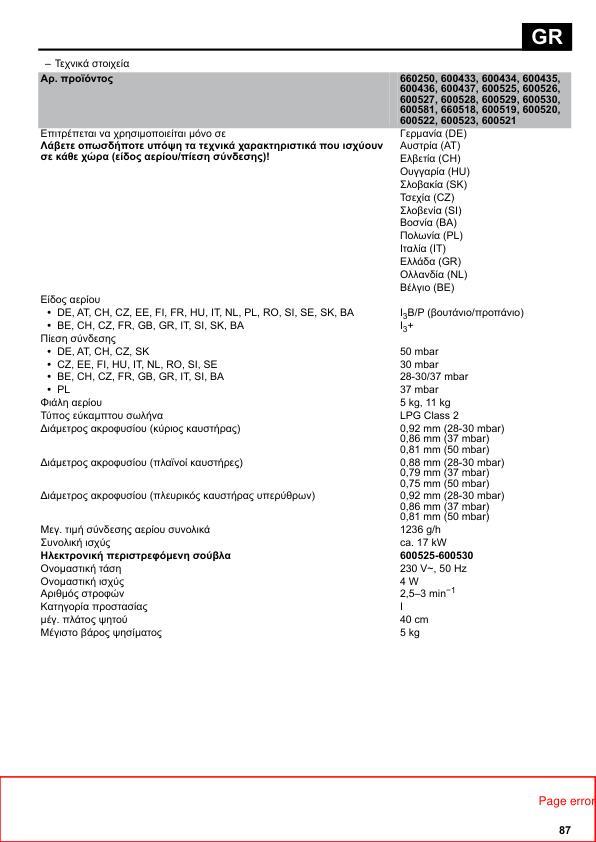 GR
– Τεχνικά στοιχεία
Αρ. προϊόντος 660250, 600433, 600434, 600435,
600436, 600437, 600525, 600526,
600527, 600528, 600529, 600530,
600581, 660518, 600519, 600520,
600522, 600523, 600521
Επιτρέπεται να χρησιμοποιείται μόνο σε Γερμανία (DE)
Λάβετε οπωσδήποτε υπόψη τα τεχνικά χαρακτηριστικά που ισχύουν Αυστρία (AT)
σε κάθε χώρα (είδος αερίου/πίεση σύνδεσης)! Ελβετία (CH)
Ουγγαρία (HU)
Σλοβακία (SK)
Τσεχία (CZ)
Σλοβενία (SI)
Βοσνία (BA)
Πολωνία (PL)
Ιταλία (IT)
Ελλάδα (GR)
Ολλανδία (NL)
Βέλγιο (BE)
Είδος αερίου
• DE, AT, CH, CZ, EE, FI, FR, HU, IT, NL, PL, RO, SI, SE, SK, BA I3B/P (βουτάνιο/προπάνιο)
• BE, CH, CZ, FR, GB, GR, IT, SI, SK, BA I3+
Πίεση σύνδεσης
• DE, AT, CH, CZ, SK 50 mbar
• CZ, EE, FI, HU, IT, NL, RO, SI, SE 30 mbar
• BE, CH, CZ, FR, GB, GR, IT, SI, BA 28-30/37 mbar
• PL 37 mbar
Φιάλη αερίου 5 kg, 11 kg
Τύπος εύκαμπτου σωλήνα LPG Class 2
Διάμετρος ακροφυσίου (κύριος καυστήρας) 0,92 mm (28-30 mbar)
0,86 mm (37 mbar)
0,81 mm (50 mbar)
Διάμετρος ακροφυσίου (πλαϊνοί καυστήρες) 0,88 mm (28-30 mbar)
0,79 mm (37 mbar)
0,75 mm (50 mbar)
Διάμετρος ακροφυσίου (πλευρικός καυστήρας υπερύθρων) 0,92 mm (28-30 mbar)
0,86 mm (37 mbar)
0,81 mm (50 mbar)
Μεγ. τιμή σύνδεσης αερίου συνολικά 1236 g/h
Συνολική ισχύς ca. 17 kW
Ηλεκτρονική περιστρεφόμενη σούβλα 600525-600530
Ονομαστική τάση 230 V~, 50 Hz
Ονομαστική ισχύς 4 W
Αριθμός στροφών 2,5–3 min−1
Κατηγορία προστασίας I
μέγ. πλάτος ψητού 40 cm
Μέγιστο βάρος ψησίματος 5 kg
Page error
87